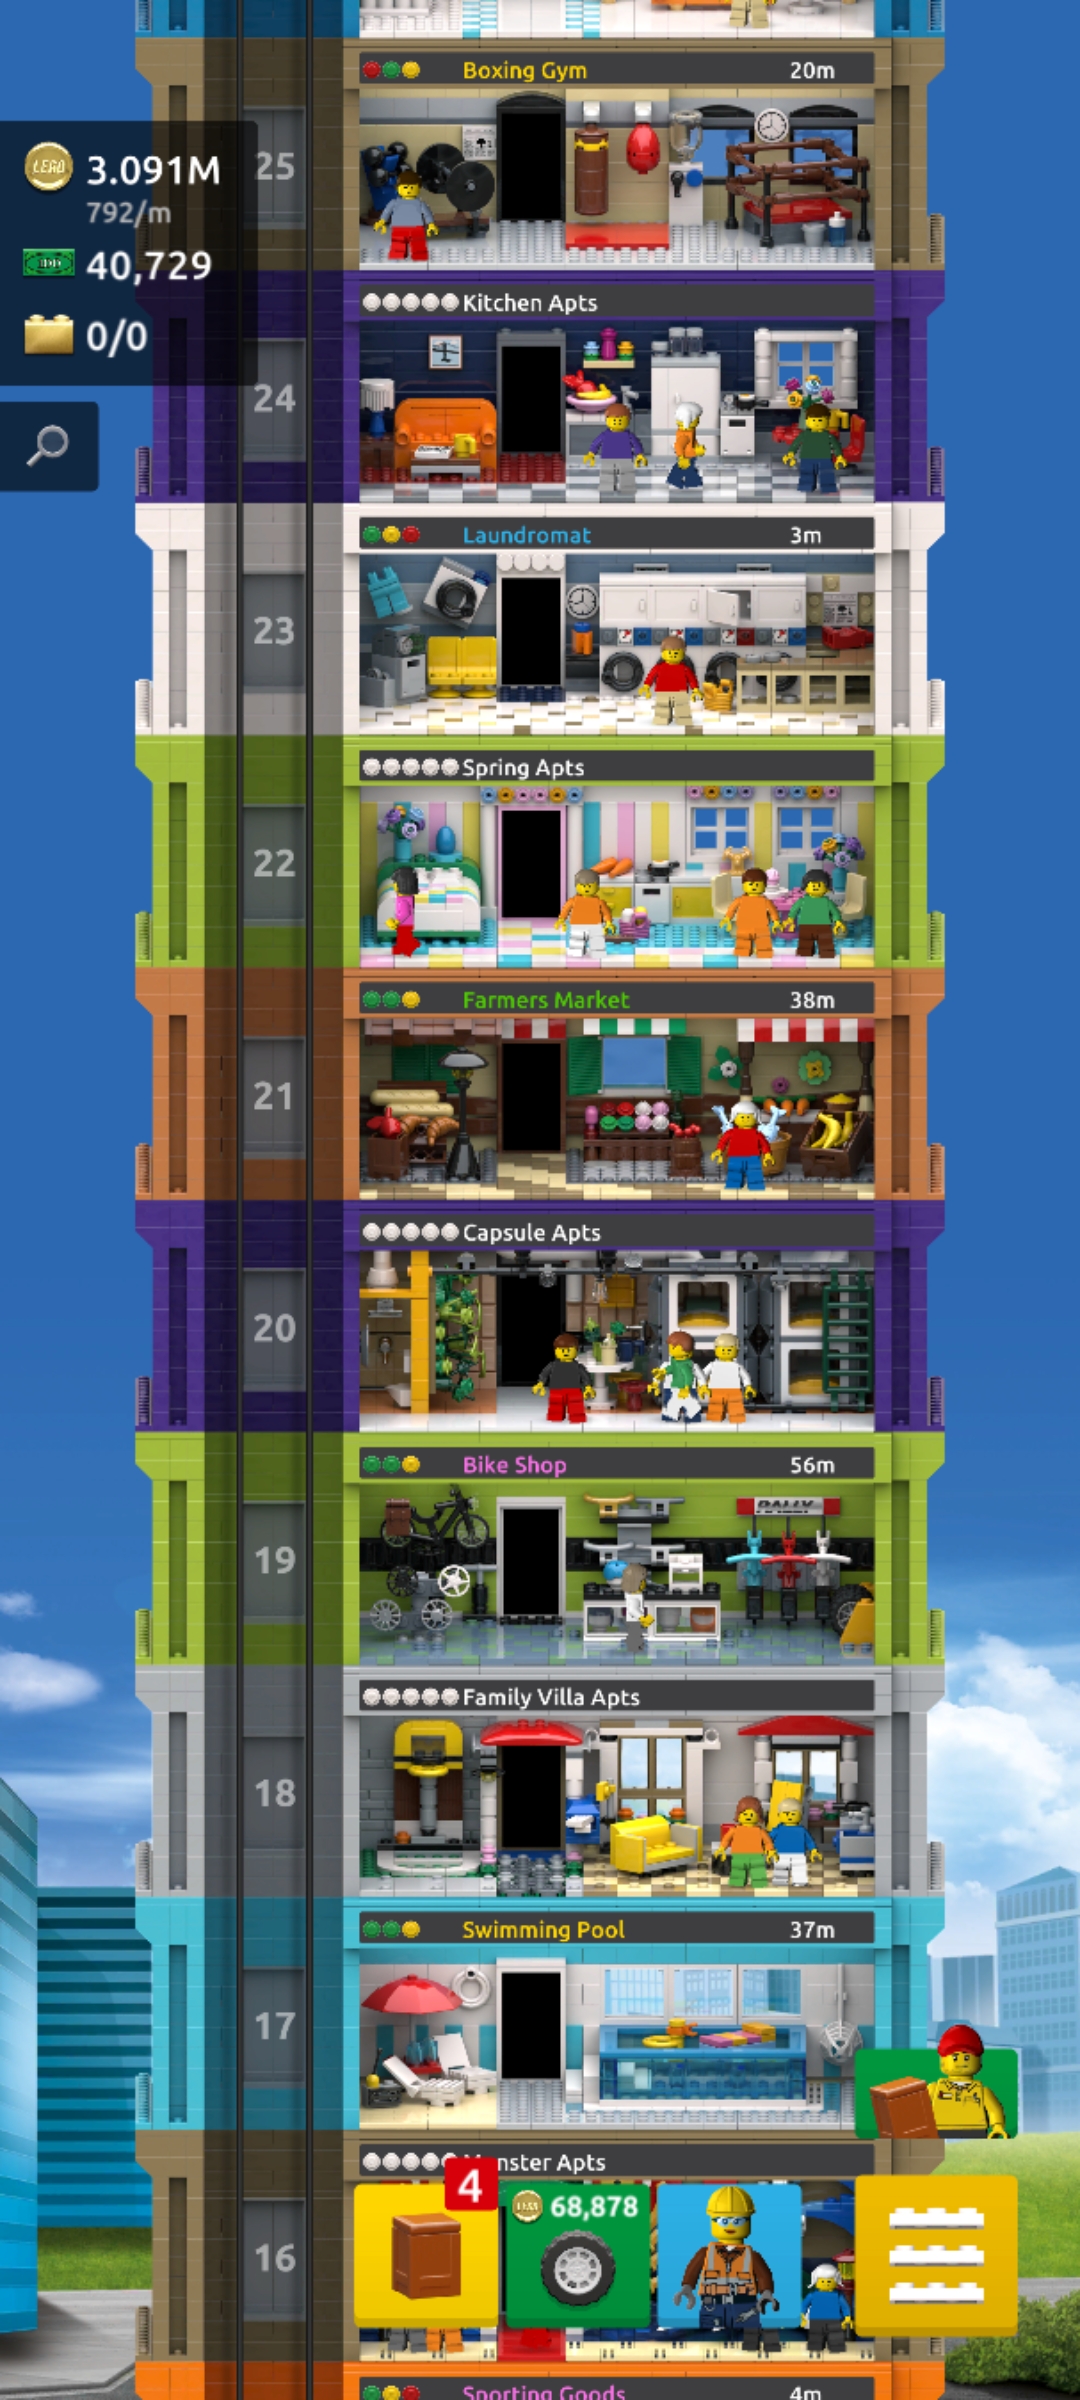 Boxing Gym 20m
25
LEGO 3.091M
792/m
40,729
0/0
Kitchen Apts
24
Laundromat 3m
23
Spring Apts
22
Farmers Market 38m
21
Capsule Apts
20
Bike Shop 56m
RALLY
19
Family Villa Apts
18
Swimming Pool 37m
17
nster Apts
4
68,878
16
Sporting Goods 4m